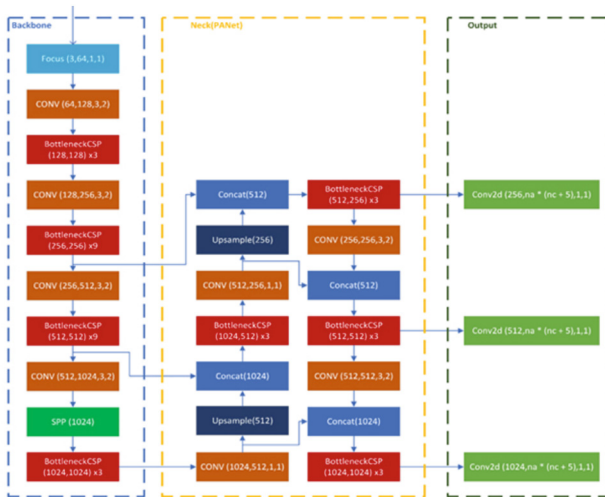 Backbone
Focus (3,64,1,1)
CONV (64,128,3,2)
BottleneckCSP
(128,128) x3
CONV (128,256,3,2)
BottleneckCSP
(256,256) x9
CONV (256,512,3,2)
BottleneckCSP
(512,512) x9
CONV (512,1024,3,2)
SPP (1024)
BottleneckCSP
(1024,1024) x3
Neck(PANet)
Concat(512)
Upsample(256)
CONV (512,256,1,1)
BottleneckCSP
(1024,512) x3
Concat(1024)
Upsample(512)
CONV (1024,512,1,1)
BottleneckCSP
(512,256) x3
CONV (256,256,3,2)
Concat(512)
BottleneckCSP
(512,512) x3
CONV (512,512,3,2)
Concat(1024)
BottleneckCSP
(1024,1024) x3
Output
Conv2d (256,na * (nc + 5),1,1)
Conv2d (512,na * (nc + 5),1,1)
Conv2d (1024,na * (nc + 5),1,1)